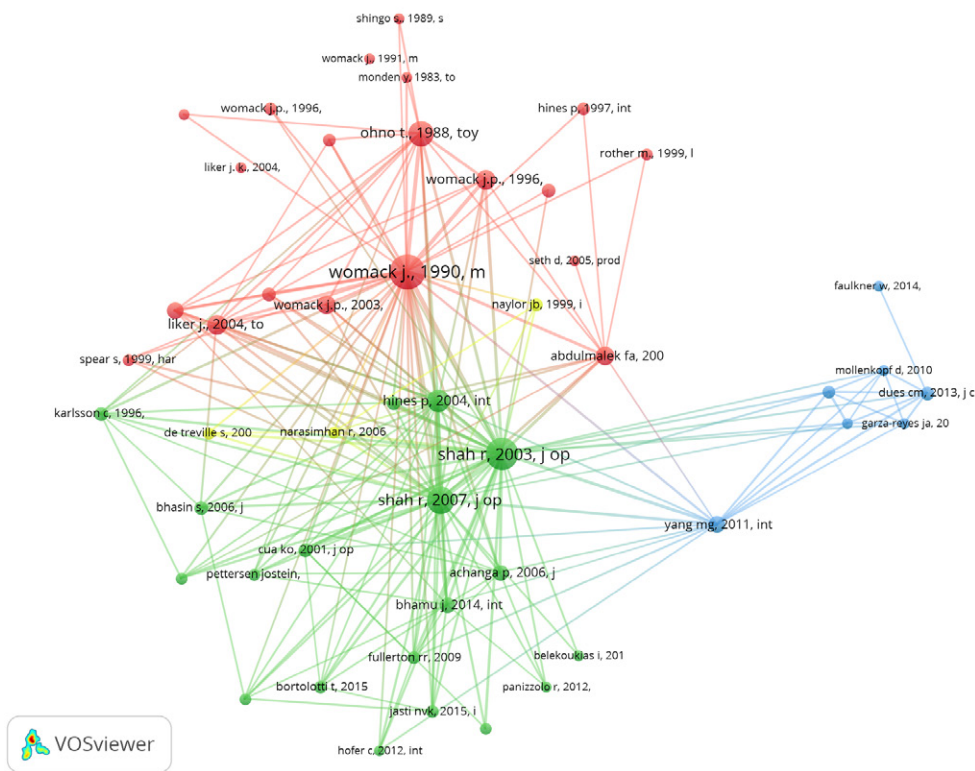 shingo s., 1989, s
womack j., 1991, m
monden y, 1983, to
womack j.p., 1996,
hines p, 1997, int
ohno t., 1988, toy
rother m., 1999, l
liker j. k., 2004,
womack j.p., 1996,
seth d, 2005, prod
womack j., 1990, m
faulkner w, 2014,
womack j.p., 2003,
naylor jb, 1999, i
liker j., 2004, to
spear s, 1999, har
abdulmalek fa, 200
mollenkopf d, 2010
dues cm, 2013, j c
hines p, 2004, int
karlsson c, 1996,
garza-reyes ja, 20
de treville s, 200
narasimhan r, 2006
shah r, 2003, j op
shah r, 2007, j op
bhasin s, 2006, j
yang mg, 2011, int
cua ko, 2001, j op
pettersen jostein,
achanga p, 2006, j
bhamu j, 2014, int
fullerton rr, 2009
belekoukias i, 201
bortolotti t, 2015
panizzolo r, 2012,
jasti nvk, 2015, i
hofer c, 2012, int
VOSviewer